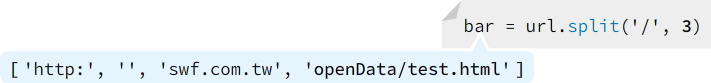 bar = url.split('/', 3)
['http:', '', 'swf.com.tw', 'openData/test.html']